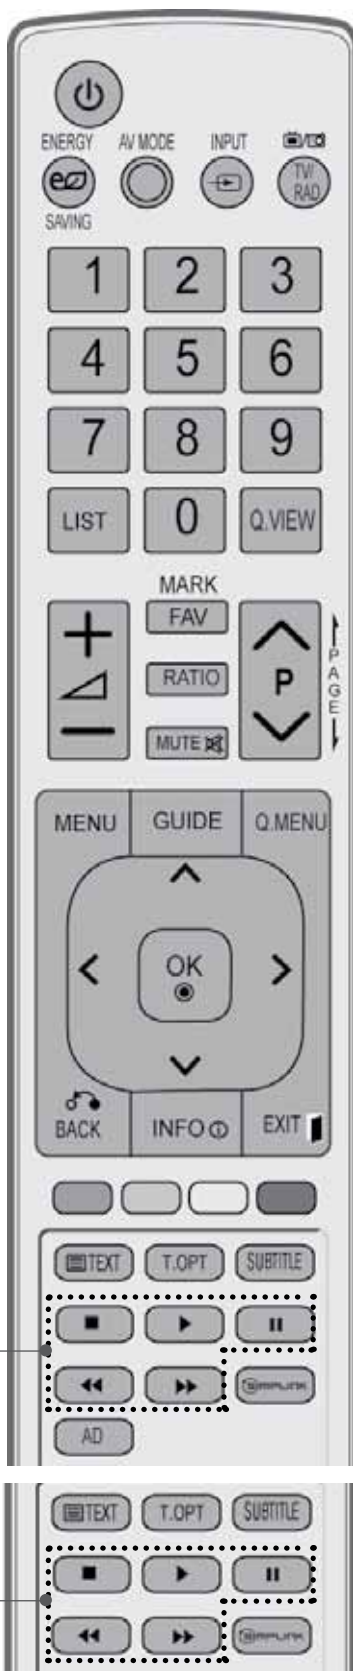 ENERGY AV MODE INPUT
TV/
RAD
SAVING
1 2 3
4 5 6
7 8 9
LIST 0 Q.VIEW
MARK
FAV
RATIO
P
PAGE
MUTE
MENU GUIDE Q.MENU
OK
BACK INFO EXIT
TEXT T.OPT SUBTITLE
SIMPLINK
AD
TEXT T.OPT SUBTITLE
SIMPLINK